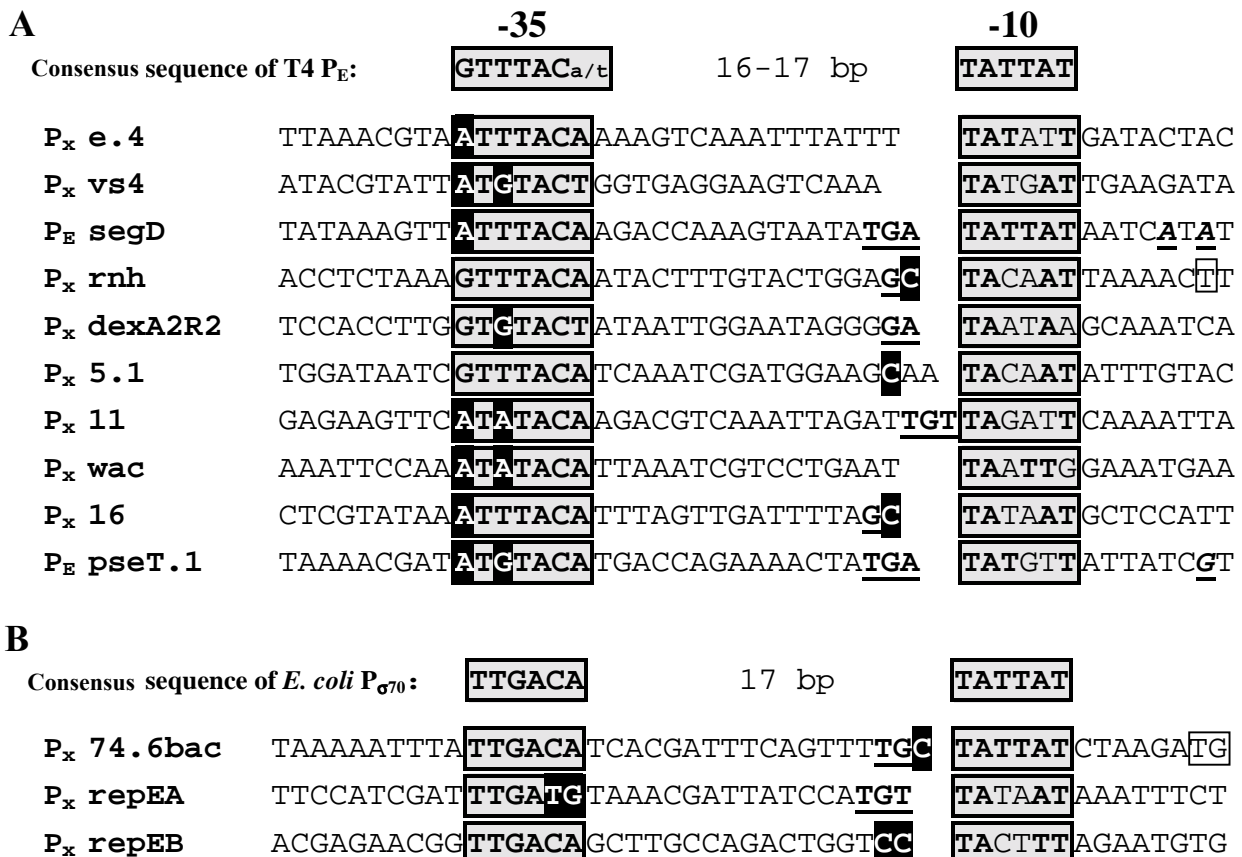 A
-35 -10
Consensus sequence of T4 PE: GTTTACa/t 16-17 bp TATTAT
Px e.4 TTAAACGTAATTTACAAAAGTCAAATTTATTT TATATTGATACTAC
Px vs4 ATACGTATTATGTACTGGTGAGGAAGTCAAA TATGATTGAAGATA
PE segD TATAAAGTTATTTACAAGACCAAAGTAATATGA TATTATAATCATAT
Px rnh ACCTCTAAAGTTTACAATACTTTGTACTGGAGC TACAATTAAAACTT
Px dexA2R2 TCCACCTTGGTGTACTATAATTGGAATAGGGGA TAATAAGCAAATCA
Px 5.1 TGGATAATCGTTTACATCAAATCGATGGAAGCAA TACAATATTTGTAC
Px 11 GAGAAGTTCATATACAAGACGTCAAATTAGATTGTTAGATTCAAAATTA
Px wac AAATTCCAAATATACATTAAATCGTCCTGAAT TAATTGGAAATGAA
Px 16 CTCGTATAAATTTACATTTAGTTGATTTTAGC TATAATGCTCCATT
PE pseT.1 TAAAACGATATGTACATGACCAGAAAACTATGA TATGTTATTATCGT
B
Consensus sequence of E. coli Pσ70: TTGACA 17 bp TATTAT
Px 74.6bac TAAAAATTTATTGACATCACGATTTCAGTTTTGC TATTATCTAAGATG
Px repEA TTCCATCGATTTGATGTAAACGATTATCCATGT TATAATAAATTTCT
Px repEB ACGAGAACGGTTGACAGCTTGCCAGACTGGTCC TACTTTAGAATGTG